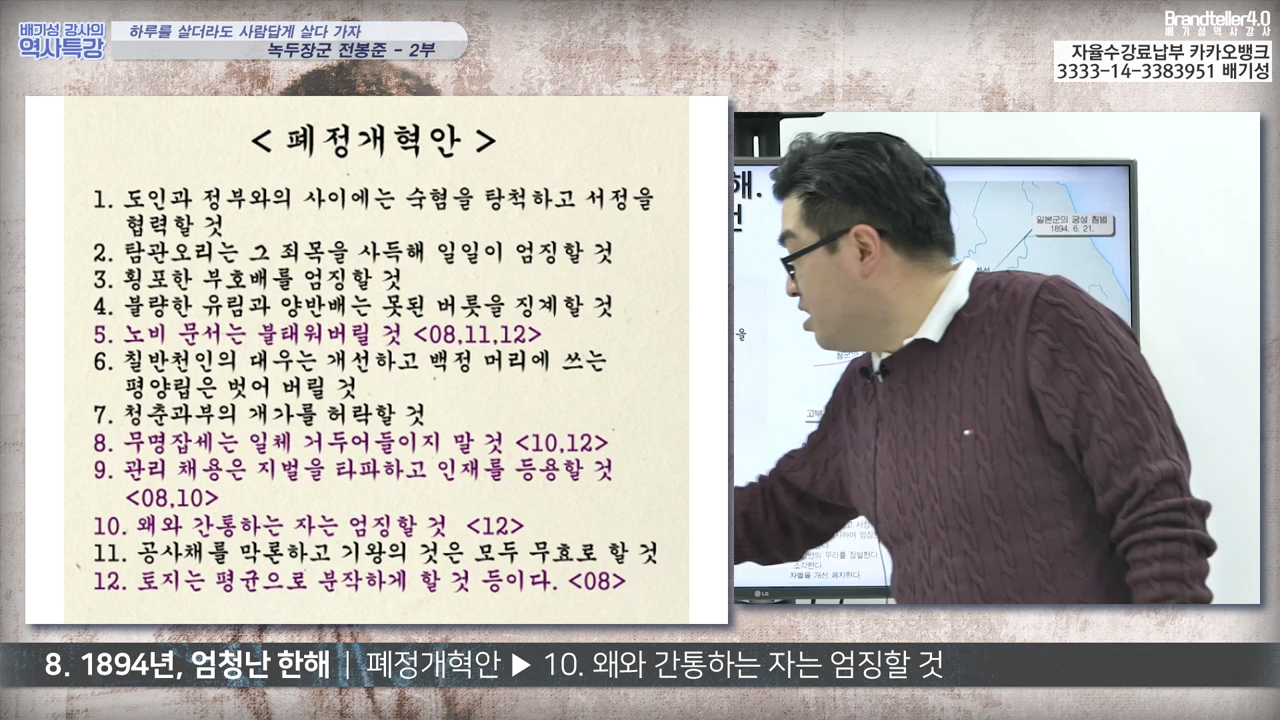 배기성 강사의
역사특강
하루를 살더라도 사람답게 살다 가자
녹두장군 전봉준 - 2부
Brandteller4.0
배기성역사강사
자율수강료납부 카카오뱅크
3333-14-3383951 배기성
< 폐정개혁안 >
1. 도인과 정부와의 사이에는 숙혐을 탕척하고 서정을
협력할 것
2. 탐관오리는 그 죄목을 사득해 일일이 엄징할 것
3. 횡포한 부호배를 엄징할 것
4. 불량한 유림과 양반배는 못된 버릇을 징계할 것
5. 노비 문서는 불태워버릴 것 <08,11,12>
6. 칠반천인의 대우는 개선하고 백정 머리에 쓰는
평양립은 벗어 버릴 것
7. 청춘과부의 개가를 허락할 것
8. 무명잡세는 일체 거두어들이지 말 것 <10,12>
9. 관리 채용은 지벌을 타파하고 인재를 등용할 것
<08,10>
10. 왜와 간통하는 자는 엄징할 것 <12>
11. 공사채를 막론하고 기왕의 것은 모두 무효로 할 것
12. 토지는 평균으로 분작하게 할 것 등이다. <08>
해.
일본군의 궁성 침범
1894. 6. 21.
을
고부
차별을 개선 폐지한다
LG
8. 1894년, 엄청난 한해 | 폐정개혁안 ▶ 10. 왜와 간통하는 자는 엄징할 것